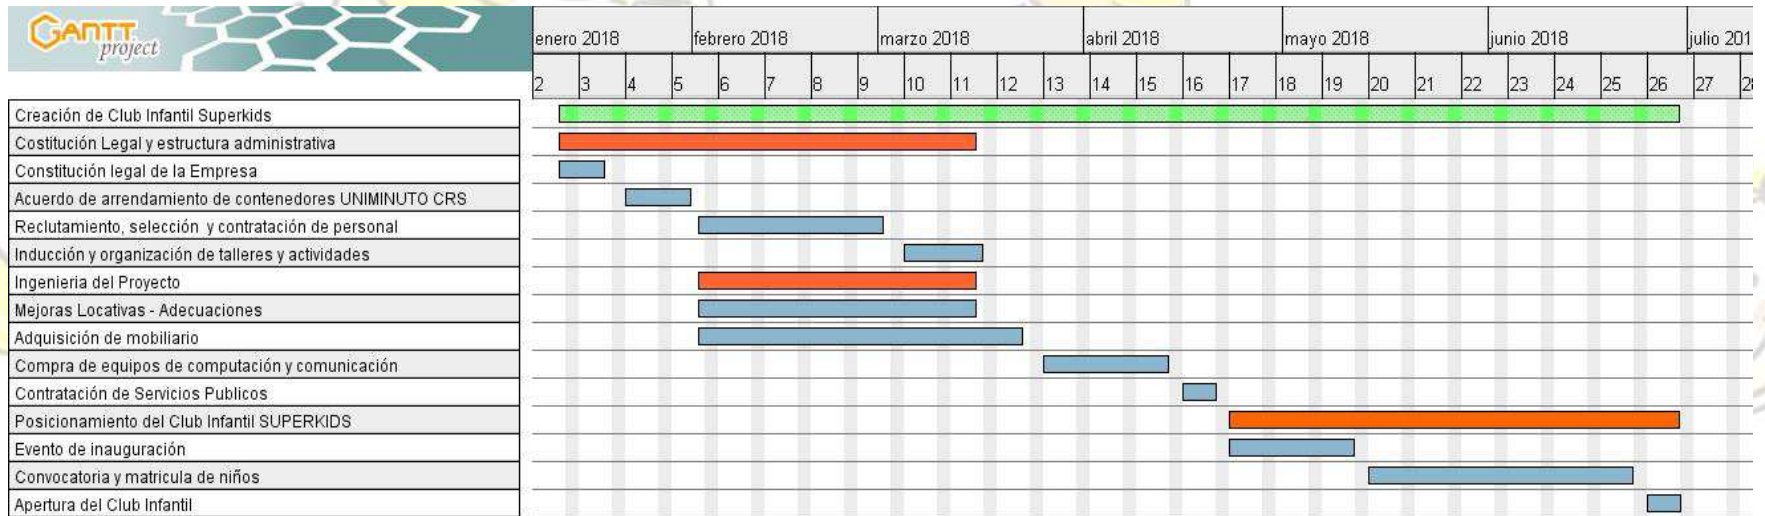 GANTT
project
enero 2018 febrero 2018 marzo 2018 abril 2018 mayo 2018 junio 2018 julio 201
2 3 4 5 6 7 8 9 10 11 12 13 14 15 16 17 18 19 20 21 22 23 24 25 26 27 28
Creación de Club Infantil Superkids
Costitución Legal y estructura administrativa
Constitución legal de la Empresa
Acuerdo de arrendamiento de contenedores UNIMINUTO CRS
Reclutamiento, selección y contratación de personal
Inducción y organización de talleres y actividades
Ingenieria del Proyecto
Mejoras Locativas - Adecuaciones
Adquisición de mobiliario
Compra de equipos de computación y comunicación
Contratación de Servicios Publicos
Posicionamiento del Club Infantil SUPERKIDS
Evento de inauguración
Convocatoria y matricula de niños
Apertura del Club Infantil